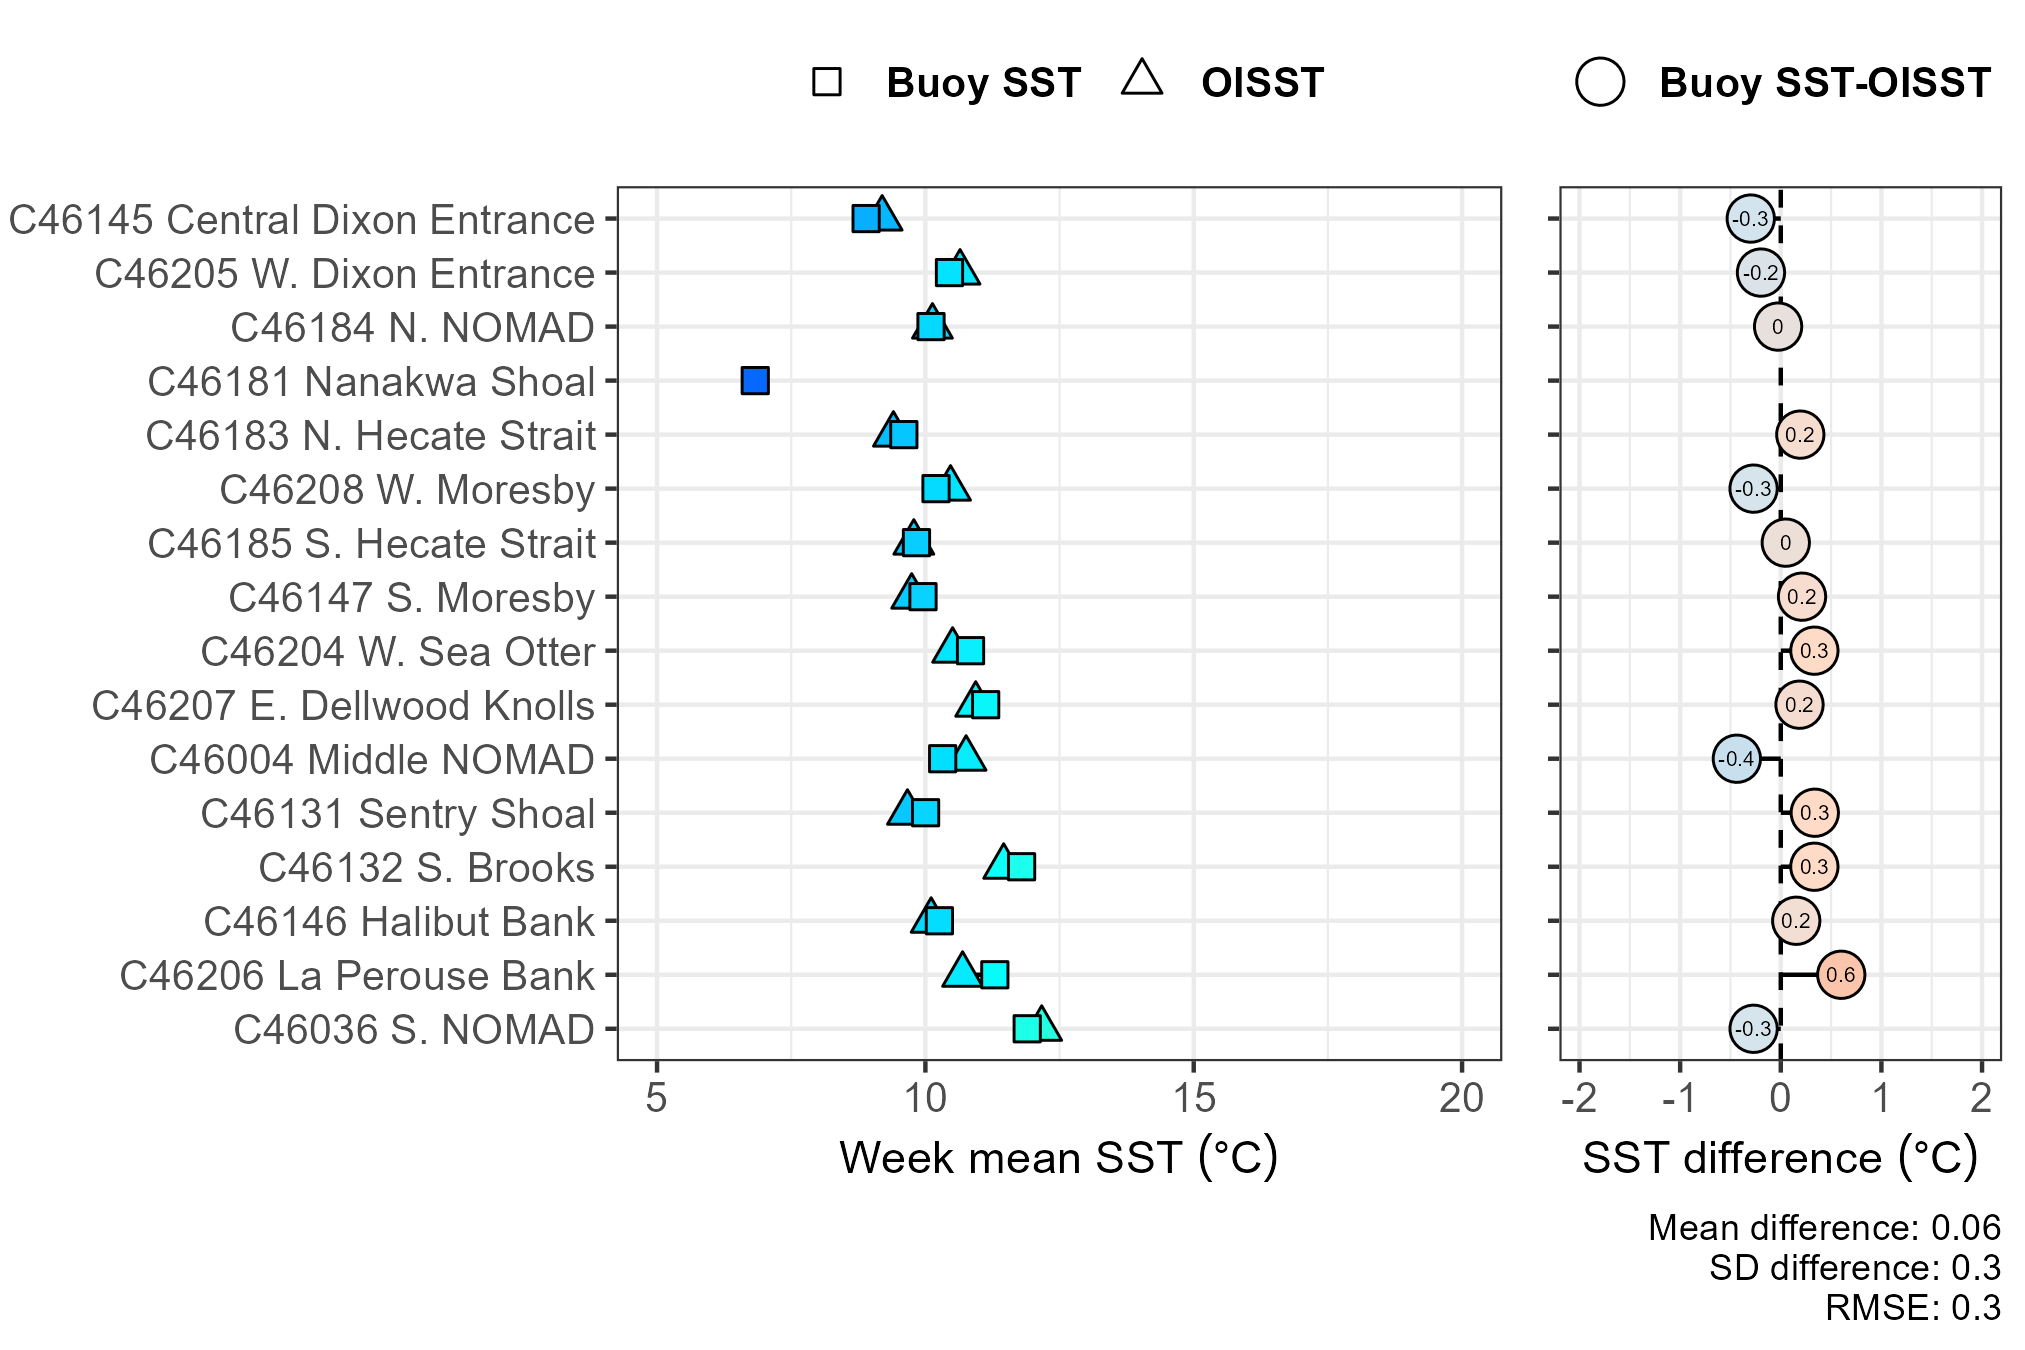 Buoy SST OISST Buoy SST-OISST
C46145 Central Dixon Entrance -0.3
C46205 W. Dixon Entrance -0.2
C46184 N. NOMAD 0
C46181 Nanakwa Shoal
C46183 N. Hecate Strait 0.2
C46208 W. Moresby -0.3
C46185 S. Hecate Strait 0
C46147 S. Moresby 0.2
C46204 W. Sea Otter 0.3
C46207 E. Dellwood Knolls 0.2
C46004 Middle NOMAD -0.4
C46131 Sentry Shoal 0.3
C46132 S. Brooks 0.3
C46146 Halibut Bank 0.2
C46206 La Perouse Bank 0.6
C46036 S. NOMAD -0.3
5 10 15 20 -2 -1 0 1 2
Week mean SST (°C) SST difference (°C)
Mean difference: 0.06
SD difference: 0.3
RMSE: 0.3